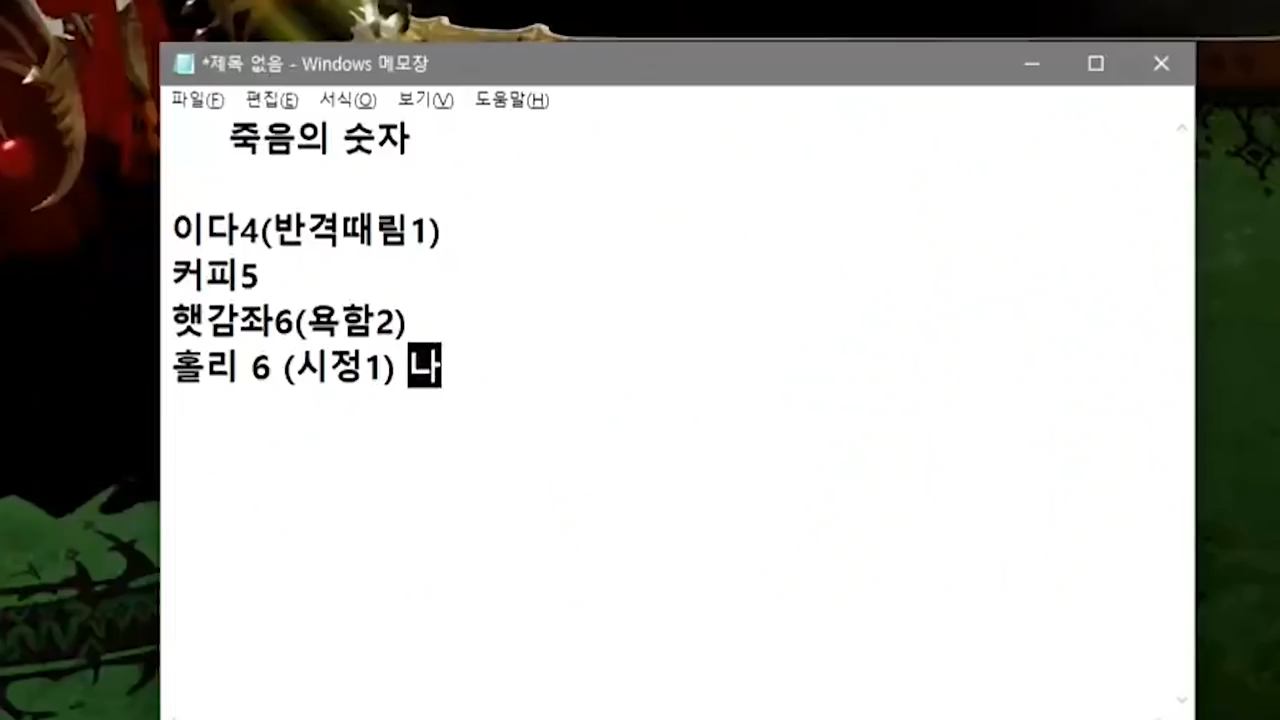 *제목 없음 - Windows 메모장
파일(F) 편집(E) 서식(O) 보기(V) 도움말(H)
죽음의 숫자
이다4(반격때림1)
커피5
햇감좌6(욕함2)
홀리 6 (시정1) 나